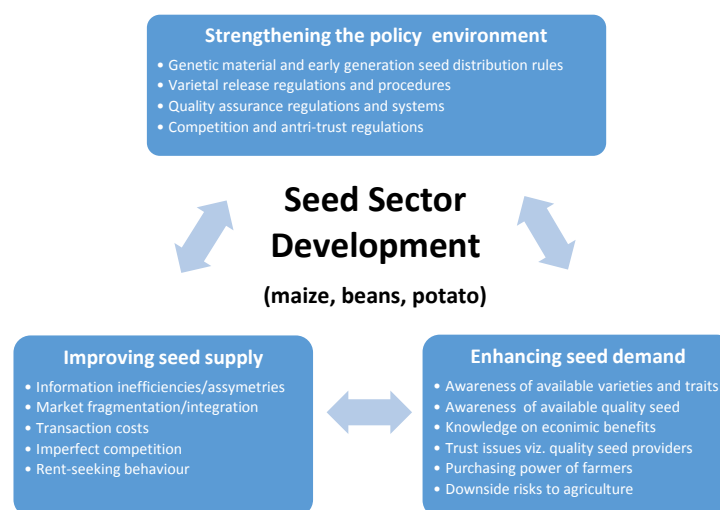 Strengthening the policy environment
• Genetic material and early generation seed distribution rules
• Varietal release regulations and procedures
• Quality assurance regulations and systems
• Competition and antri-trust regulations
Seed Sector
Development
(maize, beans, potato)
Improving seed supply
• Information inefficiencies/assymetries
• Market fragmentation/integration
• Transaction costs
• Imperfect competition
• Rent-seeking behaviour
Enhancing seed demand
• Awareness of available varieties and traits
• Awareness of available quality seed
• Knowledge on econimic benefits
• Trust issues viz. quality seed providers
• Purchasing power of farmers
• Downside risks to agriculture